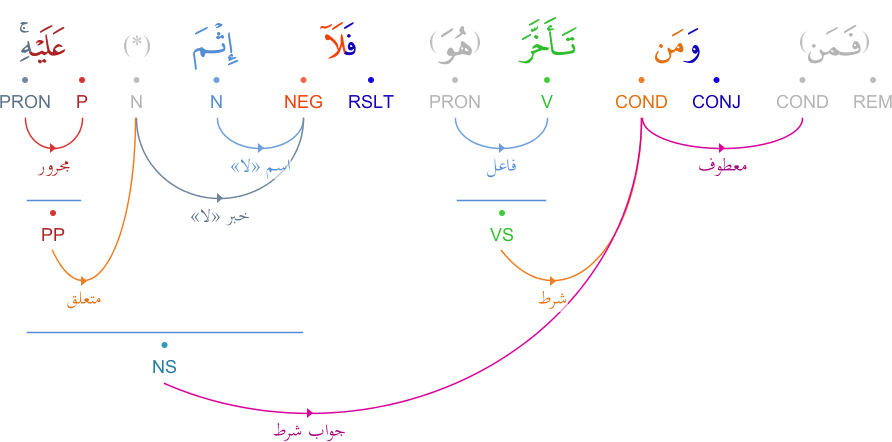 (فَمَن) وَمَن تَأَخَّرَ (هُوَ) فَلَآ إِثْمَ (*) عَلَيْهِۚ
REM COND CONJ COND V PRON RSLT NEG N N P PRON
معطوف فاعل اسم «لا» مجرور
خبر «لا»
VS PP
شرط متعلق
NS
جواب شرط